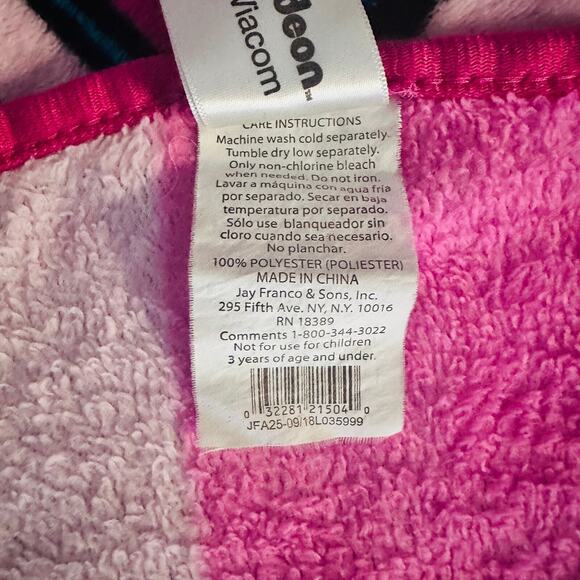 deon™
Viacom
CARE INSTRUCTIONS
Machine wash cold separately.
Tumble dry low separately.
Only non-chlorine bleach
when needed. Do not iron.
Lavar a máquina con agua fría
por separado. Secar en baja
temperatura por separado.
Sólo use blanqueador sin
cloro cuando sea necesario.
No planchar.
100% POLYESTER (POLIESTER)
MADE IN CHINA
Jay Franco & Sons, Inc.
295 Fifth Ave. NY, N.Y. 10016
RN 18389
Comments 1-800-344-3022
Not for use for children
3 years of age and under.
0 32281 21504 0
JFA25-09/18L035999